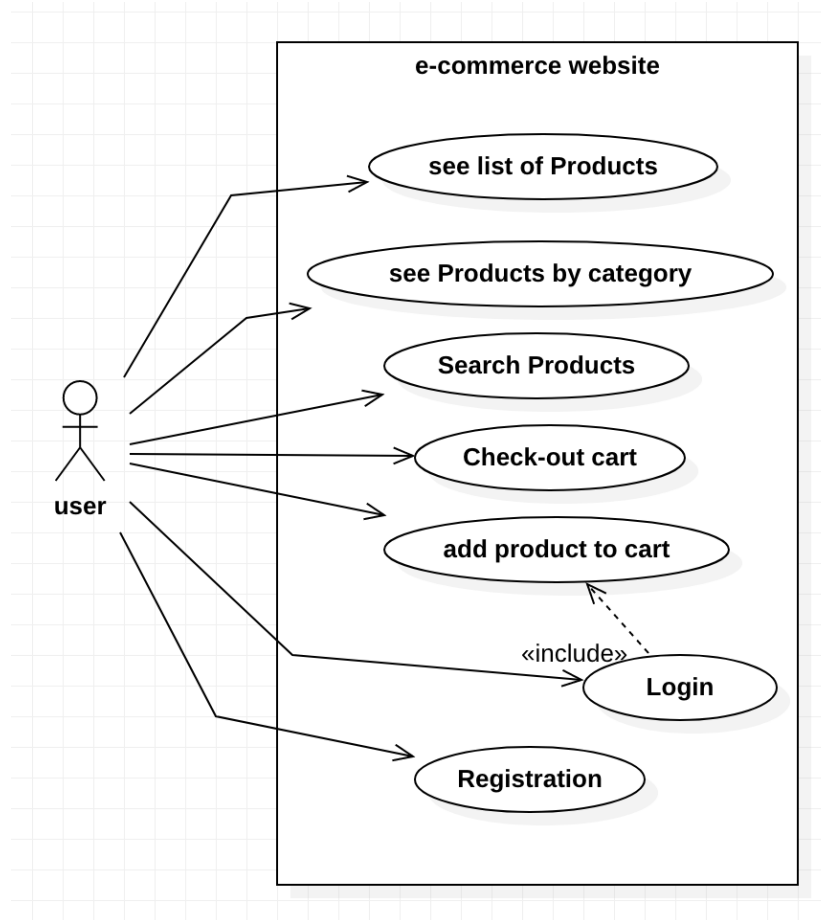 e-commerce website
see list of Products
see Products by category
Search Products
Check-out cart
user
add product to cart
«include»
Login
Registration